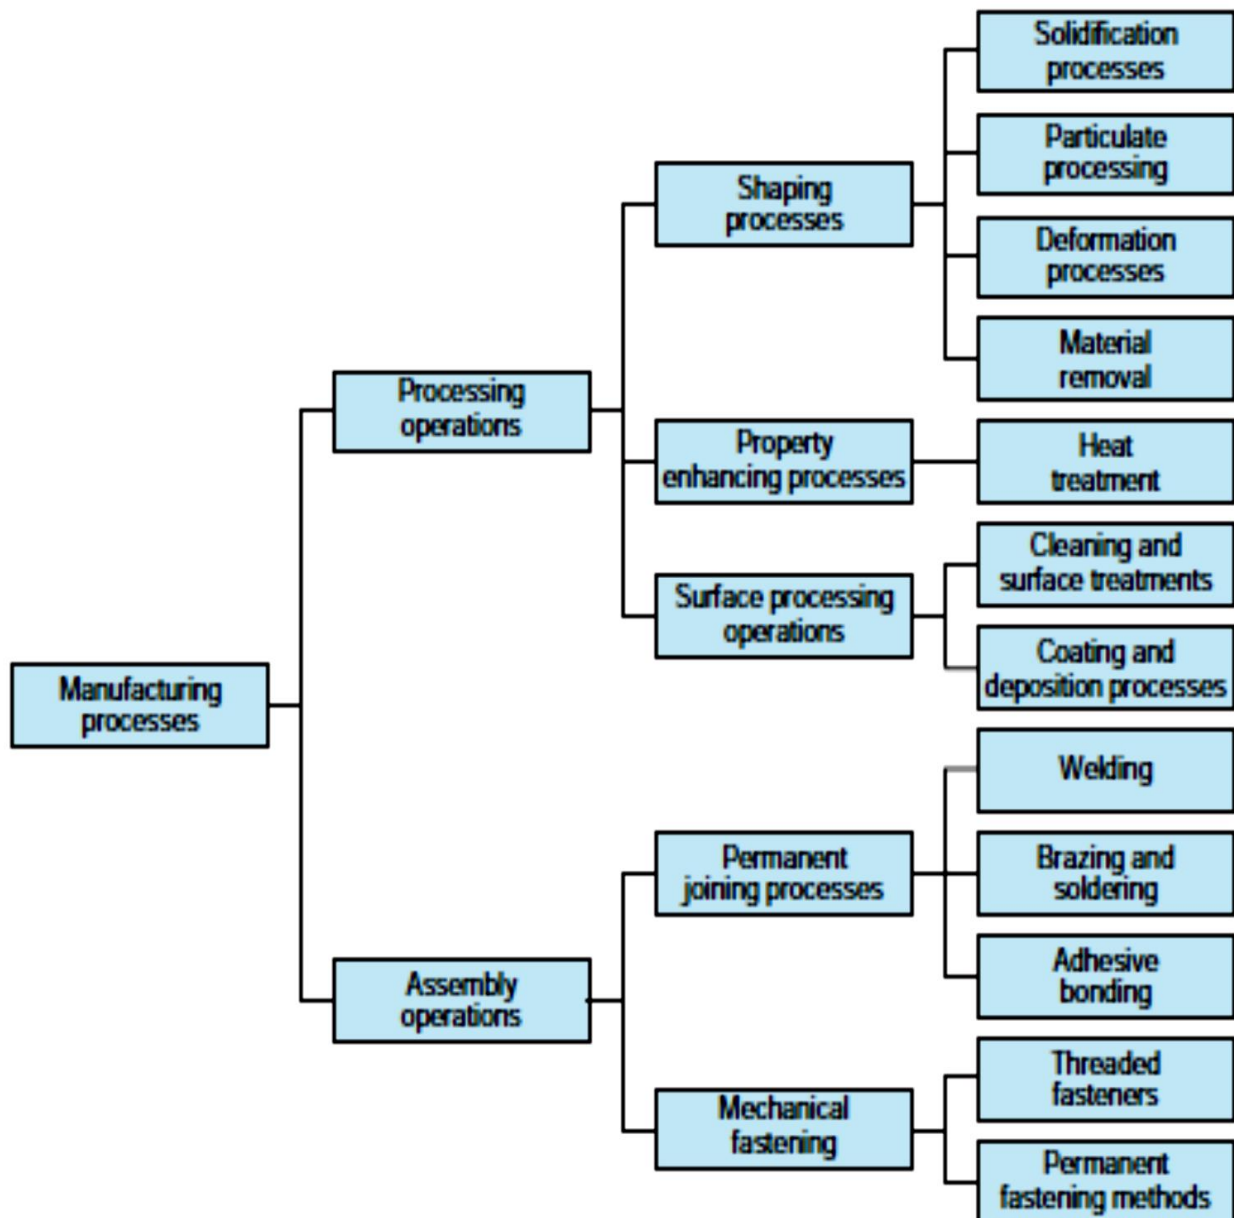 Solidification
processes
Particulate
processing
Shaping
processes
Deformation
processes
Material
removal
Processing
operations
Property
enhancing processes
Heat
treatment
Cleaning and
surface treatments
Surface processing
operations
Coating and
deposition processes
Manufacturing
processes
Welding
Permanent
joining processes
Brazing and
soldering
Assembly
operations
Adhesive
bonding
Threaded
fasteners
Mechanical
fastening
Permanent
fastening methods